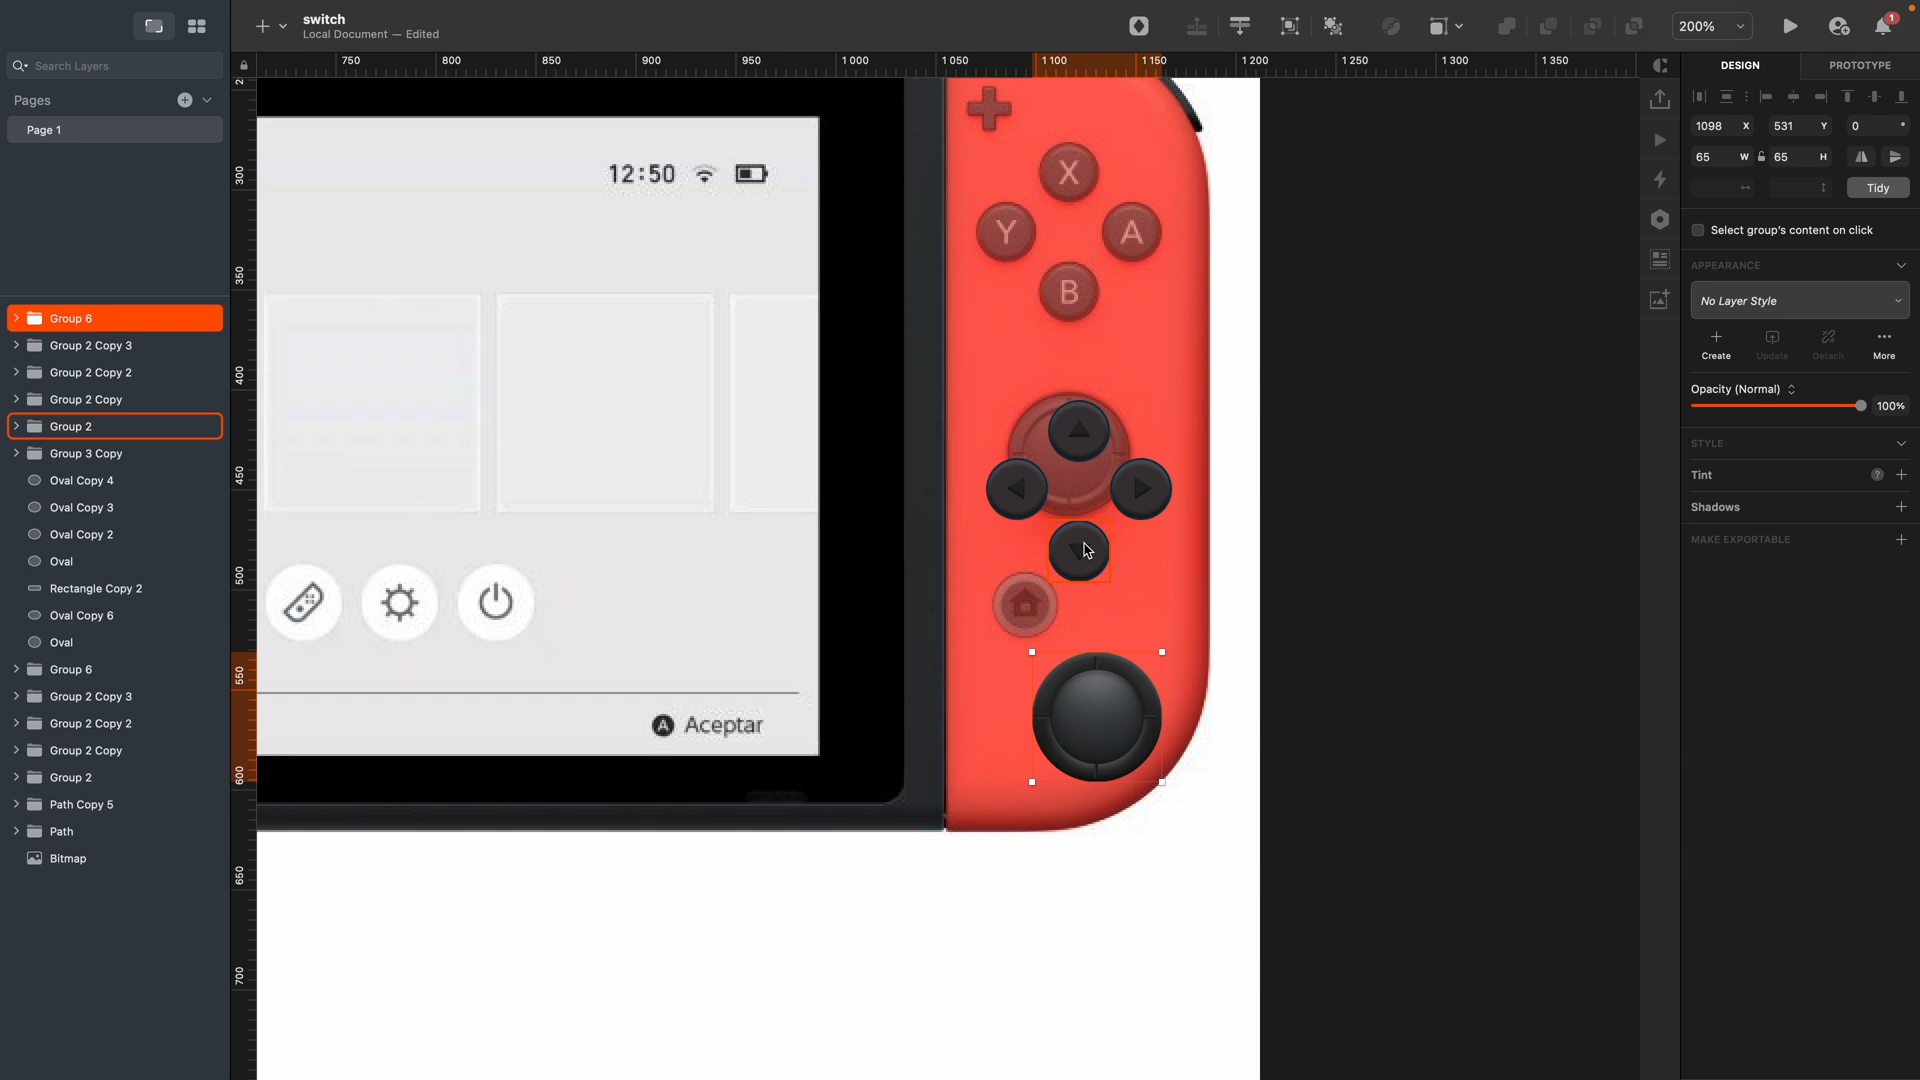 switch
Local Document — Edited
200%
1
Search Layers
Pages
Page 1
Group 6
Group 2 Copy 3
Group 2 Copy 2
Group 2 Copy
Group 2
Group 3 Copy
Oval Copy 4
Oval Copy 3
Oval Copy 2
Oval
Rectangle Copy 2
Oval Copy 6
Oval
Group 6
Group 2 Copy 3
Group 2 Copy 2
Group 2 Copy
Group 2
Path Copy 5
Path
Bitmap
750 800 850 900 950 1 000 1 050 1 100 1 150 1 200 1 250 1 300 1 350
2
300
350
400
450
500
550
600
650
700
12:50
X
Y A
B
A Aceptar
DESIGN PROTOTYPE
1098 X 531 Y 0 °
65 W 65 H
Tidy
Select group's content on click
APPEARANCE
No Layer Style
Create Update Detach More
Opacity (Normal)
100%
STYLE
Tint ?
Shadows
MAKE EXPORTABLE